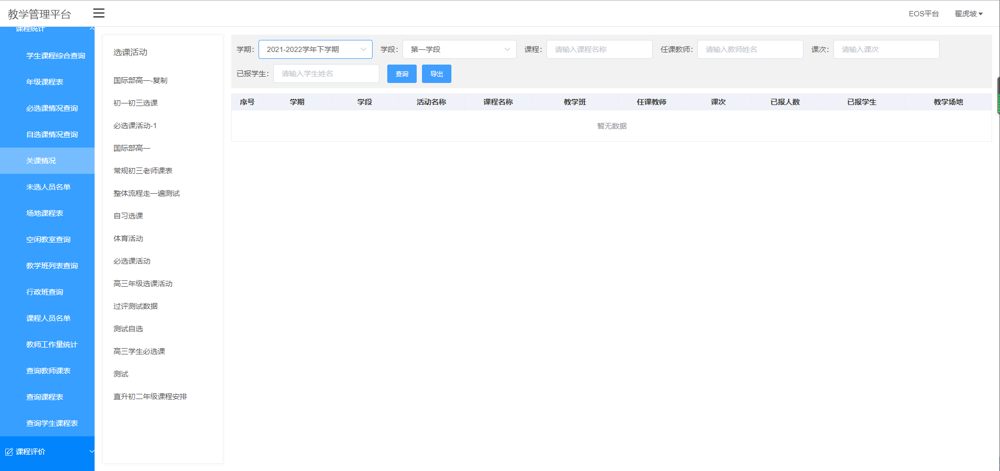 教学管理平台
EOS平台
翟虎坡
课程统计
学生课程综合查询
年级课程表
必选课情况查询
自选课情况查询
关课情况
未选人员名单
场地课程表
空闲教室查询
教学班列表查询
行政班查询
课程人员名单
教师工作量统计
查询教师课表
查询课程表
查询学生课程表
课程评价
选课活动
国际部高一-复制
初一初三选课
必选课活动-1
国际部高一
常规初三老师课表
整体流程走一遍测试
自习选课
体育活动
必选课活动
高三年级选课活动
过评测试数据
测试自选
高三学生必选课
测试
直升初二年级课程安排
学期： 2021-2022学年下学期 学段： 第一学段 课程： 请输入课程名称 任课教师： 请输入教师姓名 课次： 请输入课次
已报学生： 请输入学生姓名 查询 导出
序号 学期 学段 活动名称 课程名称 教学班 任课教师 课次 已报人数 已报学生 教学场地
暂无数据